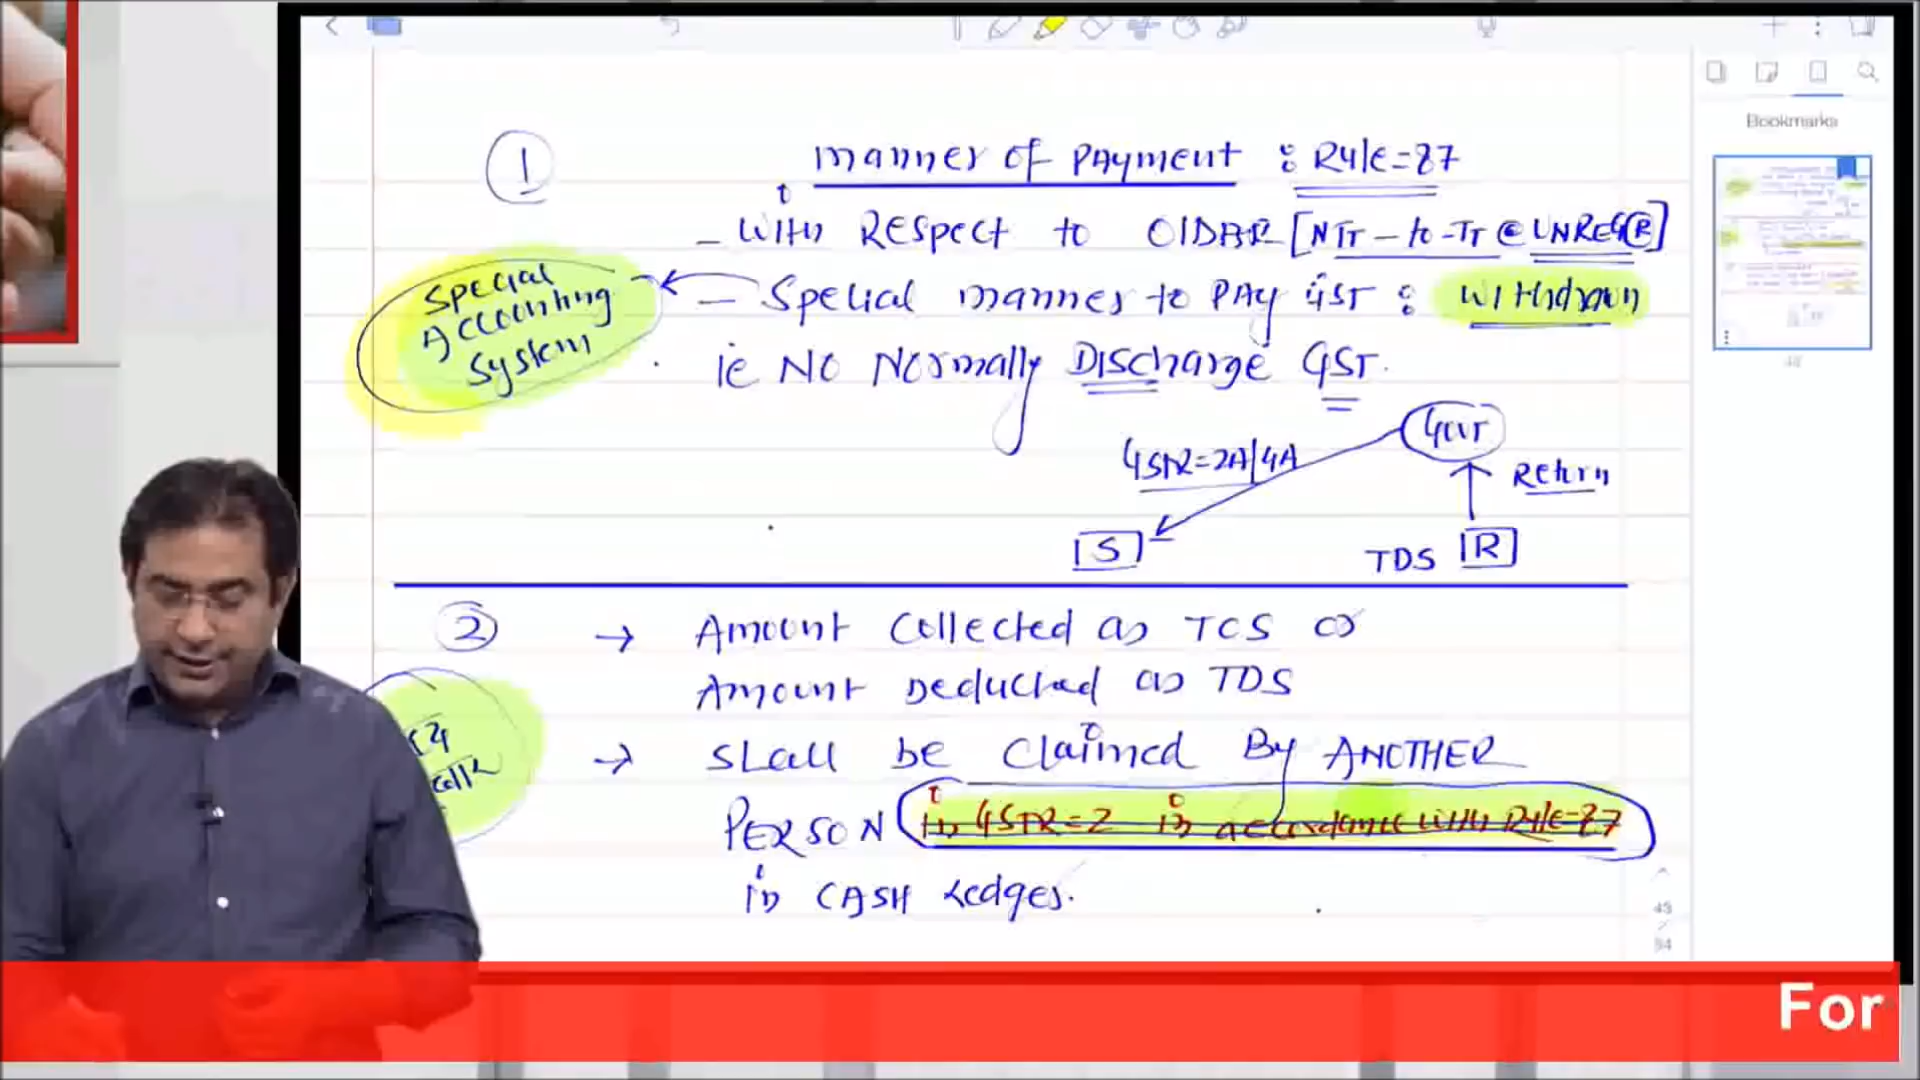 Bookmarks
1
Manner of Payment : Rule=87
- With Respect to OIDAR [NTT - to - TT @ UNREG(R)]
Special Accounting System
- Special manner to PAY GST : Withdrawn
ie No Normally Discharge GST.
Govt
GSTR=2A/4A
Return
S
TDS R
2
→ Amount Collected as TCS or
Amount Deducted as TDS
→ Shall be Claimed By ANOTHER
PERSON in GSTR=2 in accordance with Rule=87
in CASH Ledger.
For